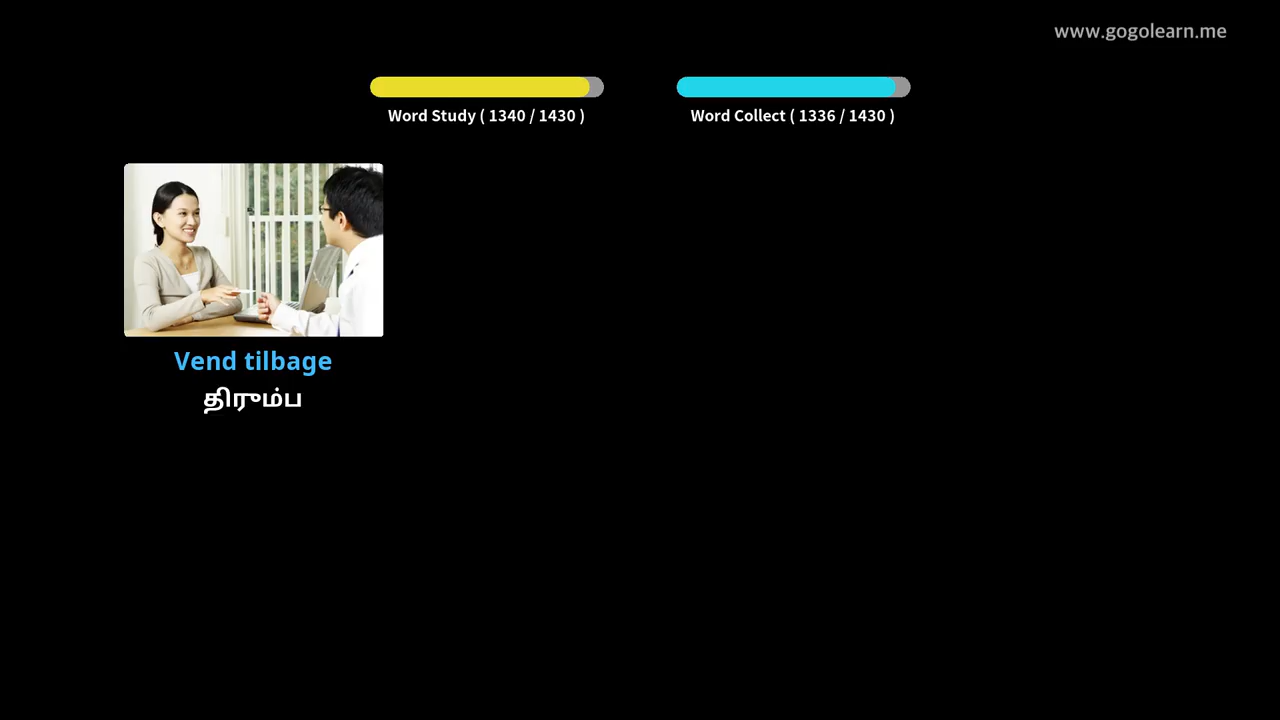 www.gogolearn.me
Word Study ( 1340 / 1430 )
Word Collect ( 1336 / 1430 )
Vend tilbage
திரும்ப